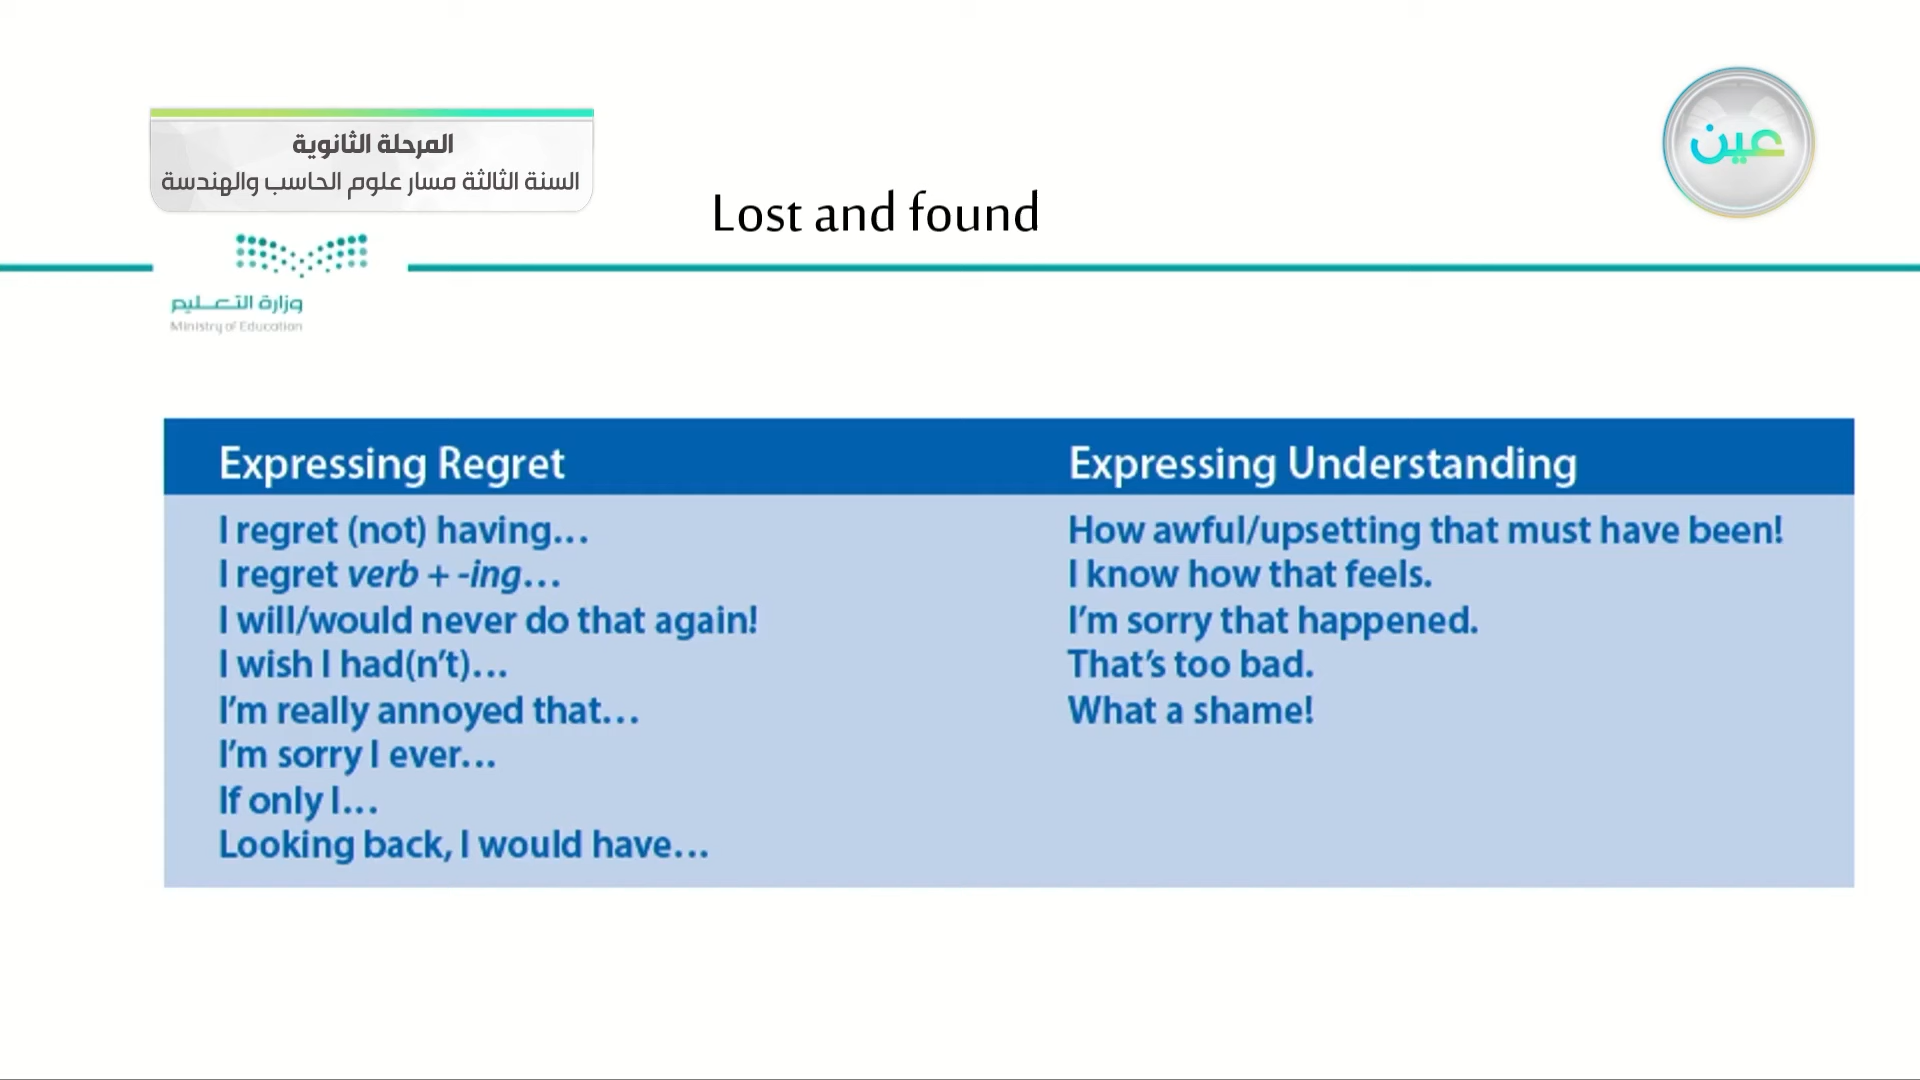 المرحلة الثانوية
السنة الثالثة مسار علوم الحاسب والهندسة
عين
Lost and found
وزارة التعليم
Ministry of Education
Expressing Regret
I regret (not) having...
I regret verb + -ing...
I will/would never do that again!
I wish I had(n't)...
I'm really annoyed that...
I'm sorry I ever...
If only I...
Looking back, I would have...
Expressing Understanding
How awful/upsetting that must have been!
I know how that feels.
I'm sorry that happened.
That's too bad.
What a shame!